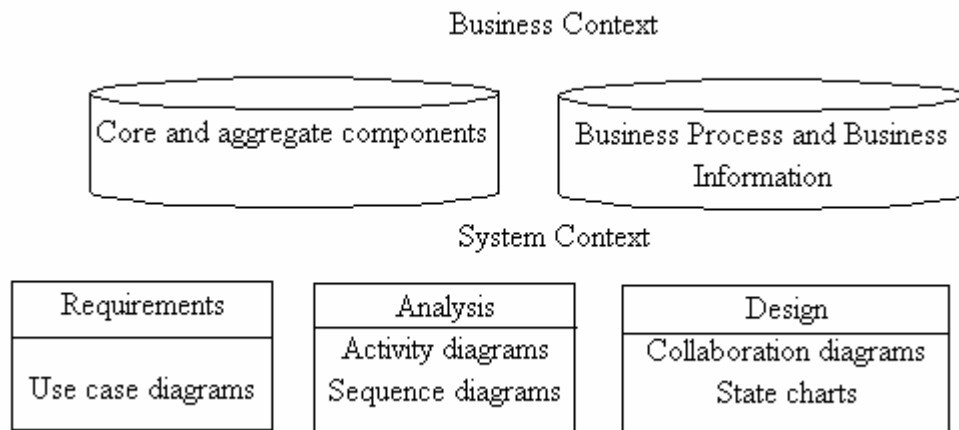 Business Context
Core and aggregate components
Business Process and Business
Information
System Context
Requirements
Use case diagrams
Analysis
Activity diagrams
Sequence diagrams
Design
Collaboration diagrams
State charts